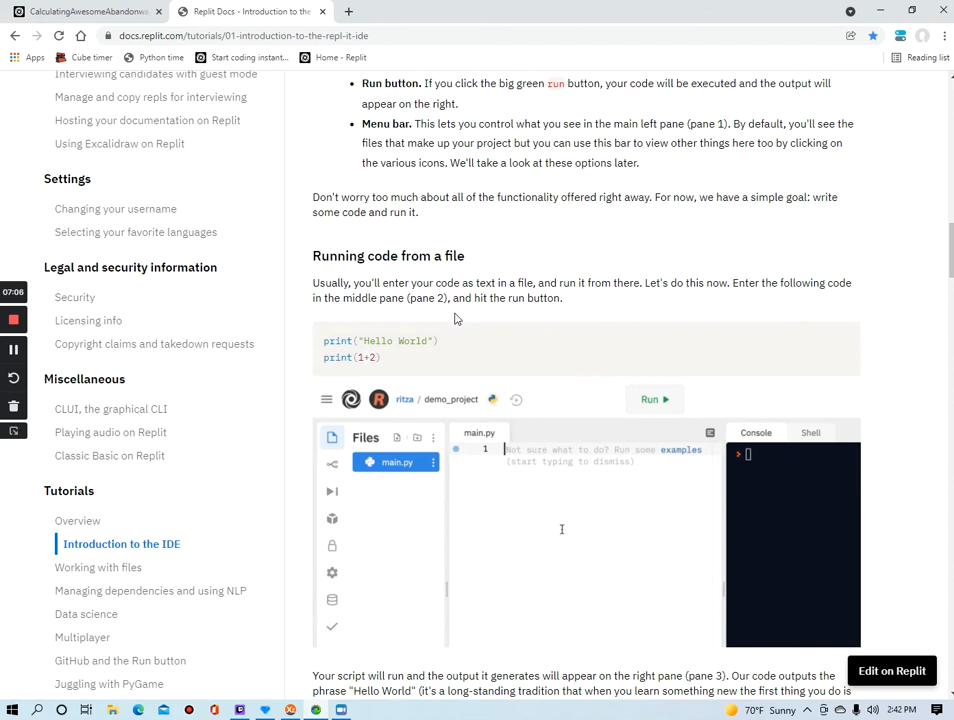 CalculatingAwesomeAbandonwa
Replit Docs - Introduction to the
docs.replit.com/tutorials/01-introduction-to-the-repl-it-ide
Apps
Cube timer
Python time
Start coding instant...
Home - Replit
Reading list
Interviewing candidates with guest mode
Manage and copy repls for interviewing
Hosting your documentation on Replit
Using Excalidraw on Replit
Settings
Changing your username
Selecting your favorite languages
Legal and security information
Security
Licensing info
Copyright claims and takedown requests
Miscellaneous
CLUI, the graphical CLI
Playing audio on Replit
Classic Basic on Replit
Tutorials
Overview
Introduction to the IDE
Working with files
Managing dependencies and using NLP
Data science
Multiplayer
GitHub and the Run button
Juggling with PyGame
07:06
Run button. If you click the big green run button, your code will be executed and the output will
appear on the right.
Menu bar. This lets you control what you see in the main left pane (pane 1). By default, you'll see the
files that make up your project but you can use this bar to view other things here too by clicking on
the various icons. We'll take a look at these options later.
Don't worry too much about all of the functionality offered right away. For now, we have a simple goal: write
some code and run it.
Running code from a file
Usually, you'll enter your code as text in a file, and run it from there. Let's do this now. Enter the following code
in the middle pane (pane 2), and hit the run button.
print("Hello World")
print(1+2)
ritza / demo_project
Run
Files
main.py
main.py
1
Not sure what to do? Run some examples
(start typing to dismiss)
Console
Shell
Your script will run and the output it generates will appear on the right pane (pane 3). Our code outputs the
phrase "Hello World" (it's a long-standing tradition that when you learn something new the first thing you do is
Edit on Replit
70°F Sunny
2:42 PM